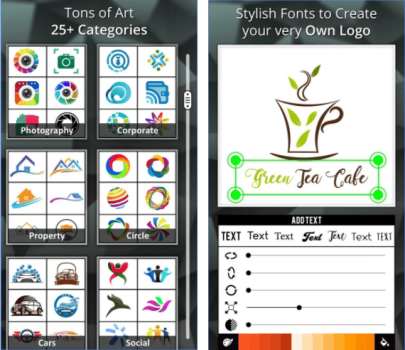 Tons of Art
25+ Categories
Photography
Corporate
Property
Circle
Cars
Social
Stylish Fonts to Create
your very Own Logo
Green Tea Cafe
ADD TEXT
TEXT Text Text Text Text Text TEXT